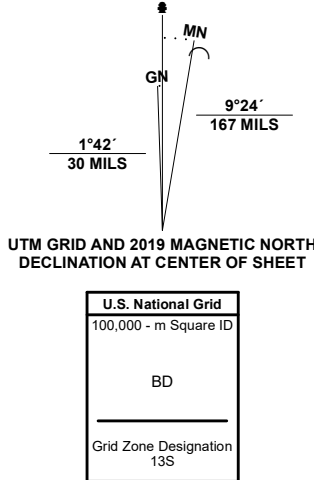 MN
GN
9°24´
167 MILS
1°42´
30 MILS
UTM GRID AND 2019 MAGNETIC NORTH
DECLINATION AT CENTER OF SHEET
U.S. National Grid
100,000 - m Square ID
BD
Grid Zone Designation
13S